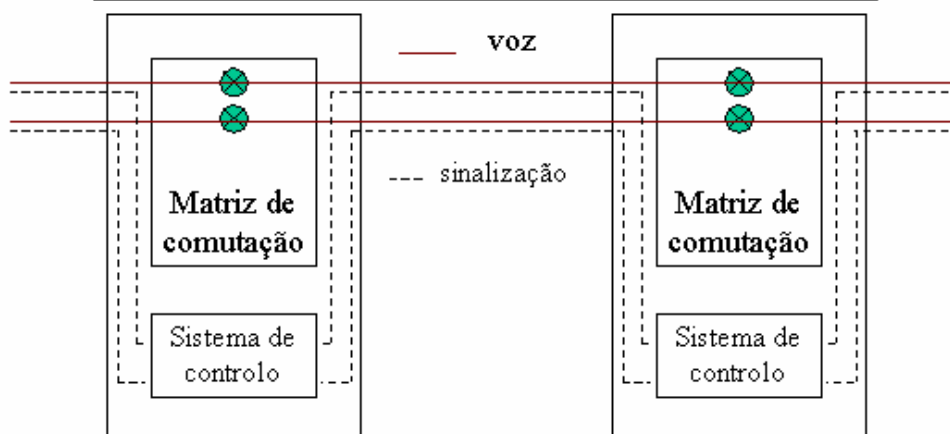 voz
--- sinalização
Matriz de
comutação
Matriz de
comutação
Sistema de
controlo
Sistema de
controlo